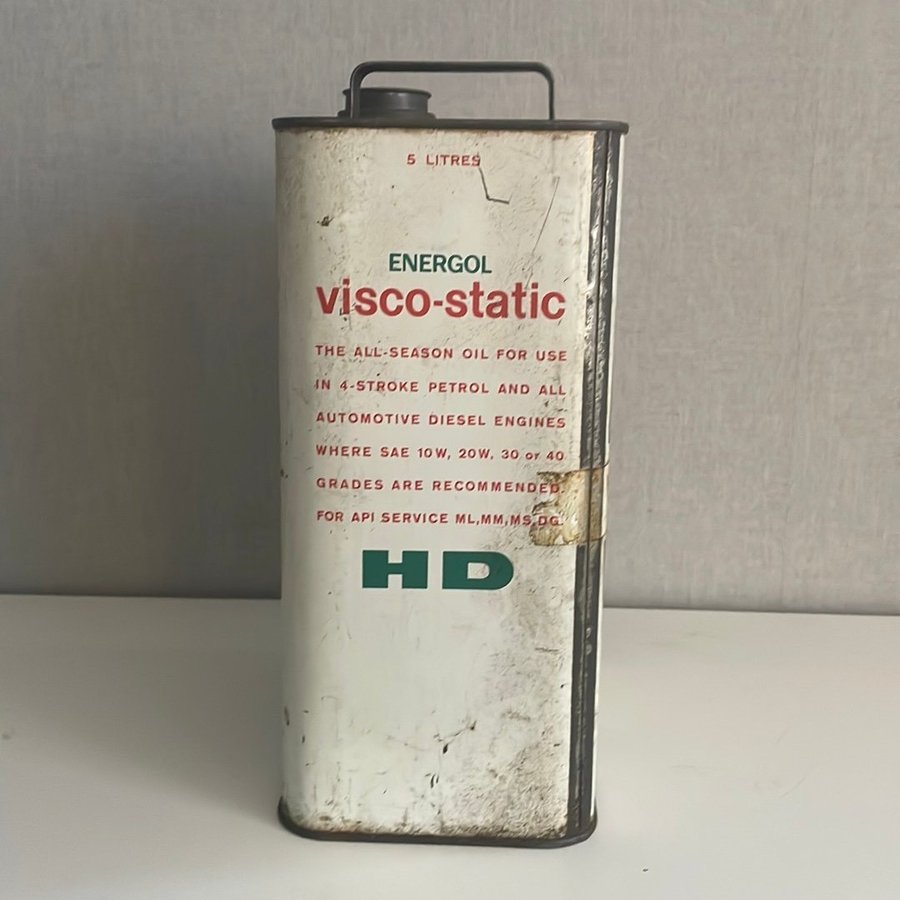 5 LITRES
ENERGOL
visco-static
THE ALL-SEASON OIL FOR USE
IN 4-STROKE PETROL AND ALL
AUTOMOTIVE DIESEL ENGINES
WHERE SAE 10W, 20W, 30 or 40
GRADES ARE RECOMMENDED.
FOR API SERVICE ML,MM,MS,DG.
HD